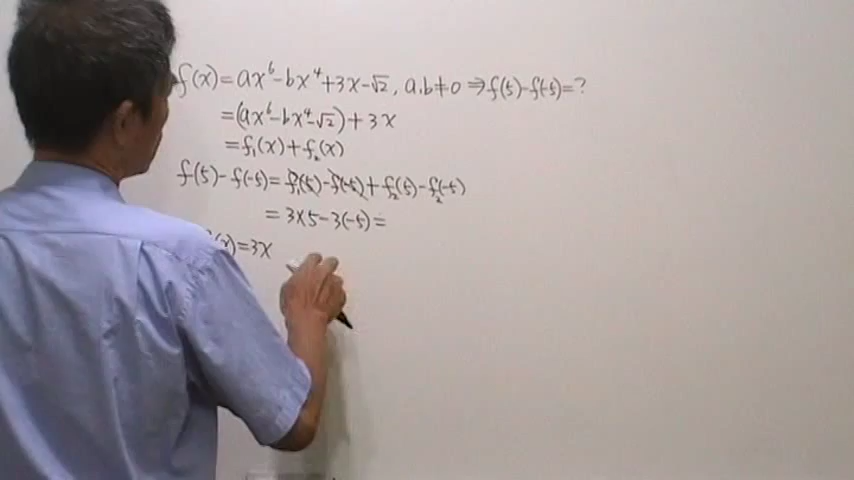 f(x)=ax⁶-bx⁴+3x-√2, a,b≠0 ⇒f(5)-f(-5)=?
=(ax⁶-bx⁴-√2)+3x
=f₁(x)+f₂(x)
f(5)-f(-5)=f₁(5)-f₁(-5)+f₂(5)-f₂(-5)
=3×5-3(-5)=
(x)=3x